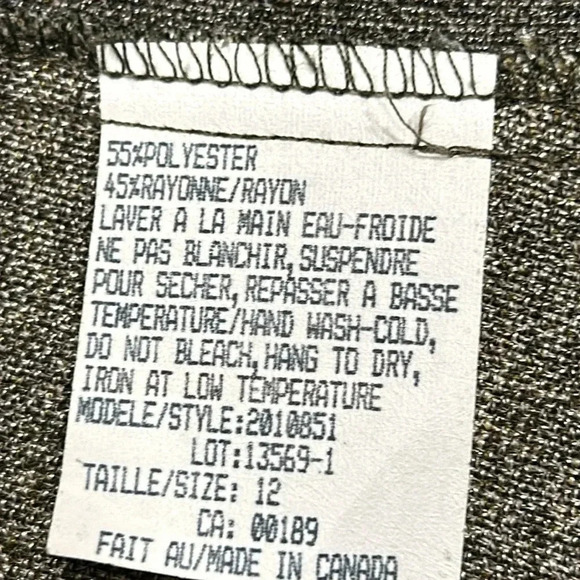 55%POLYESTER
45%RAYONNE/RAYON
LAVER A LA MAIN EAU-FROIDE
NE PAS BLANCHIR,SUSPENDRE
POUR SECHER,REPASSER A BASSE
TEMPERATURE/HAND WASH-COLD,
DO NOT BLEACH,HANG TO DRY,
IRON AT LOW TEMPERATURE
MODELE/STYLE:2010851
LOT:13569-1
TAILLE/SIZE: 12
CA: 00189
FAIT AU/MADE IN CANADA